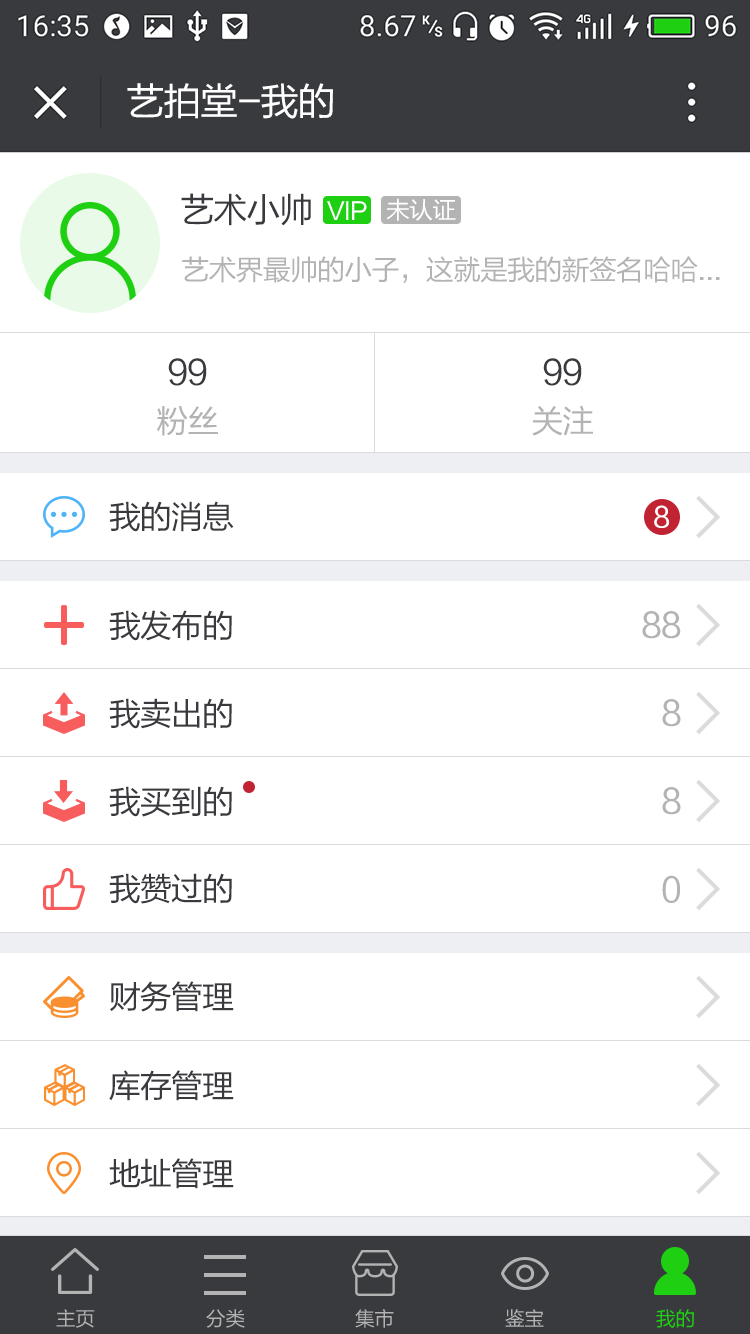 16:35 8.67 K/s 4G 96
艺拍堂–我的
艺术小帅 VIP 未认证
艺术界最帅的小子，这就是我的新签名哈哈...
99 99
粉丝 关注
我的消息 8
我发布的 88
我卖出的 8
我买到的 8
我赞过的 0
财务管理
库存管理
地址管理
主页 分类 集市 鉴宝 我的